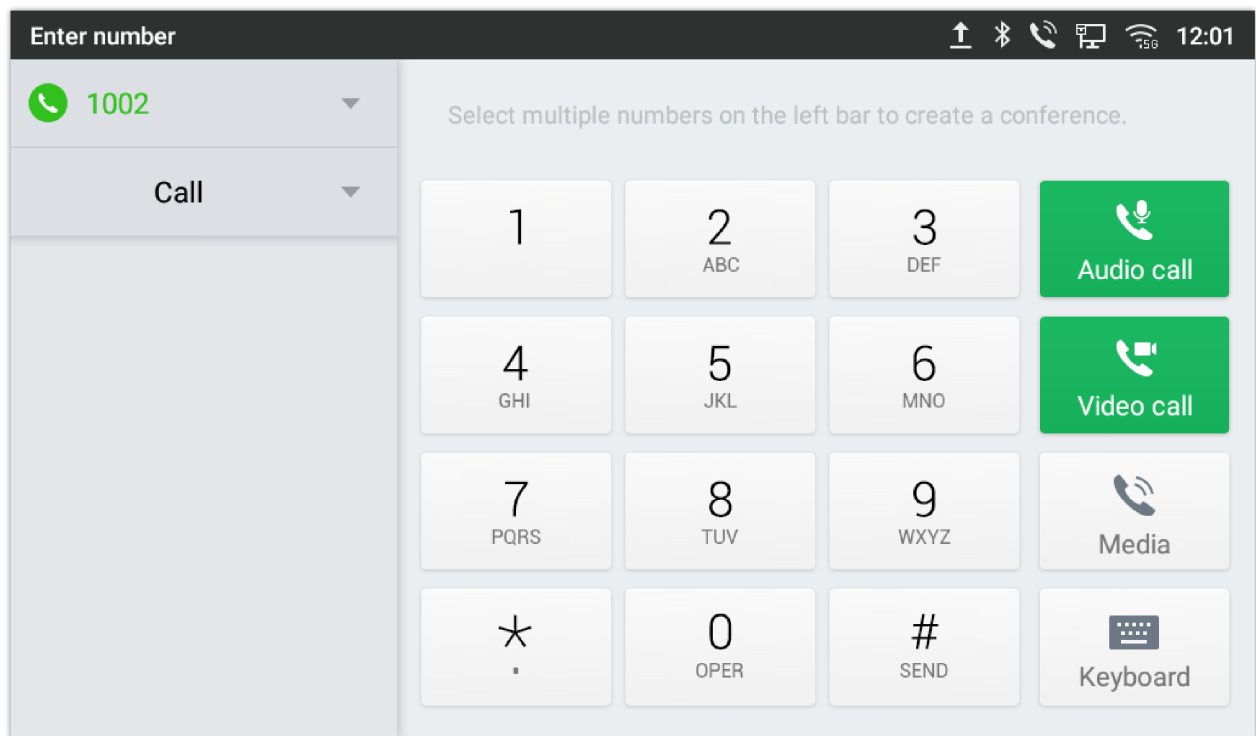 Enter number
5G 12:01
1002
Call
Select multiple numbers on the left bar to create a conference.
1
2
ABC
3
DEF
Audio call
4
GHI
5
JKL
6
MNO
Video call
7
PQRS
8
TUV
9
WXYZ
Media
*
.
0
OPER
#
SEND
Keyboard